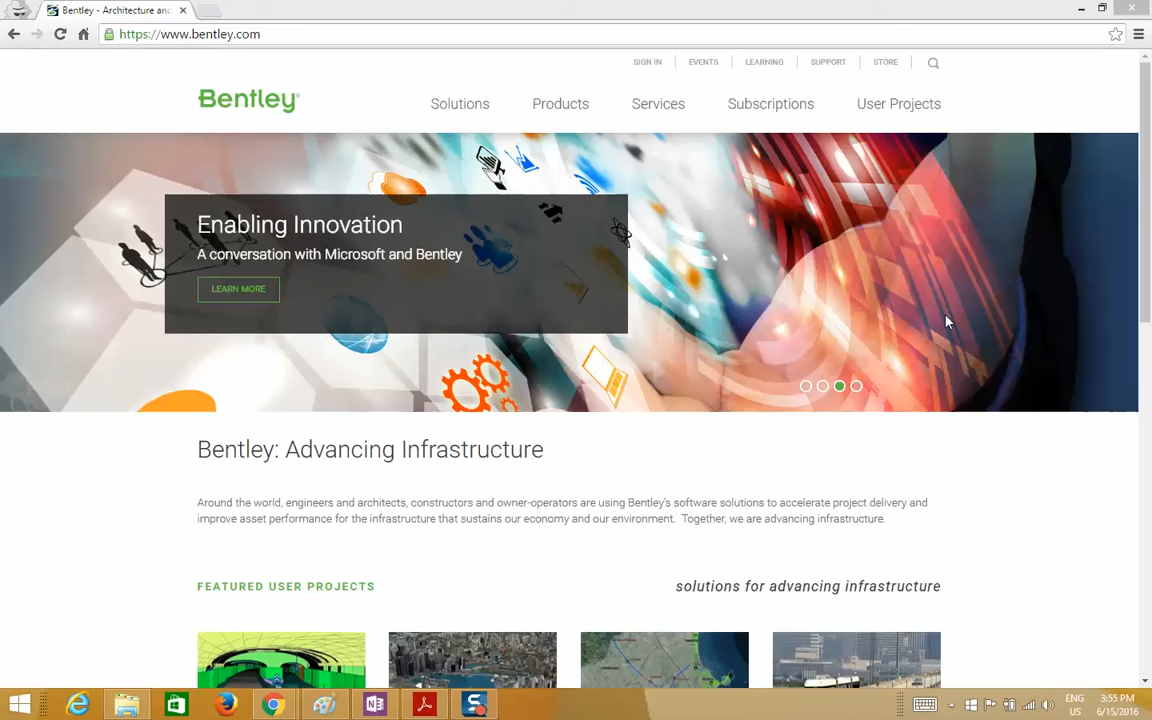 Bentley - Architecture and
https://www.bentley.com
SIGN IN
EVENTS
LEARNING
SUPPORT
STORE
Bentley
Solutions
Products
Services
Subscriptions
User Projects
Enabling Innovation
A conversation with Microsoft and Bentley
LEARN MORE
Bentley: Advancing Infrastructure
Around the world, engineers and architects, constructors and owner-operators are using Bentley's software solutions to accelerate project delivery and
improve asset performance for the infrastructure that sustains our economy and our environment. Together, we are advancing infrastructure.
FEATURED USER PROJECTS
solutions for advancing infrastructure
ENG
US
3:55 PM
6/15/2016